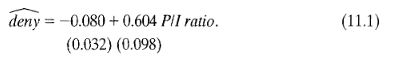 deny = −0.080 + 0.604 P/I ratio. (11.1)
(0.032) (0.098)